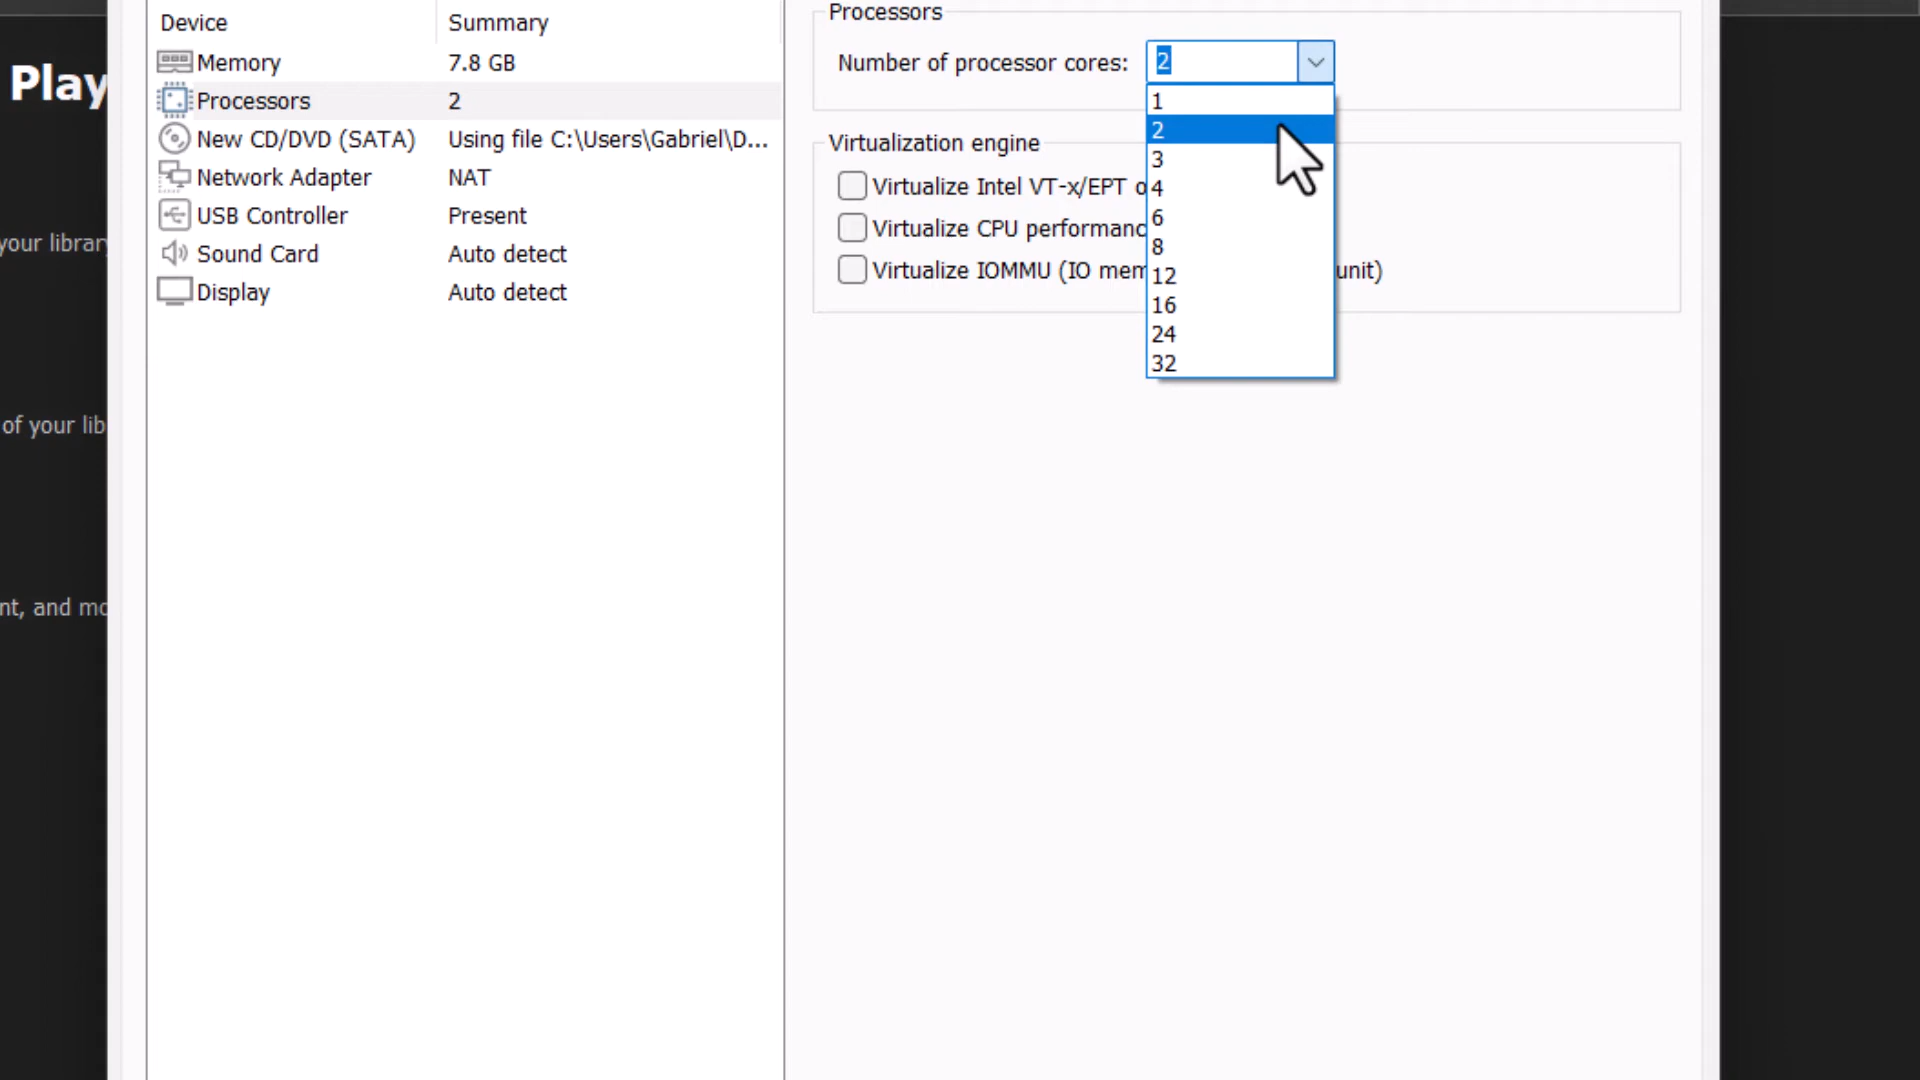 Play
your library
of your lib
nt, and mo
Device Summary
Memory 7.8 GB
Processors 2
New CD/DVD (SATA) Using file C:\Users\Gabriel\D...
Network Adapter NAT
USB Controller Present
Sound Card Auto detect
Display Auto detect
Processors
Number of processor cores: 2
1
2
3
4
6
8
12
16
24
32
Virtualization engine
Virtualize Intel VT-x/EPT o
Virtualize CPU performanc
Virtualize IOMMU (IO mem unit)